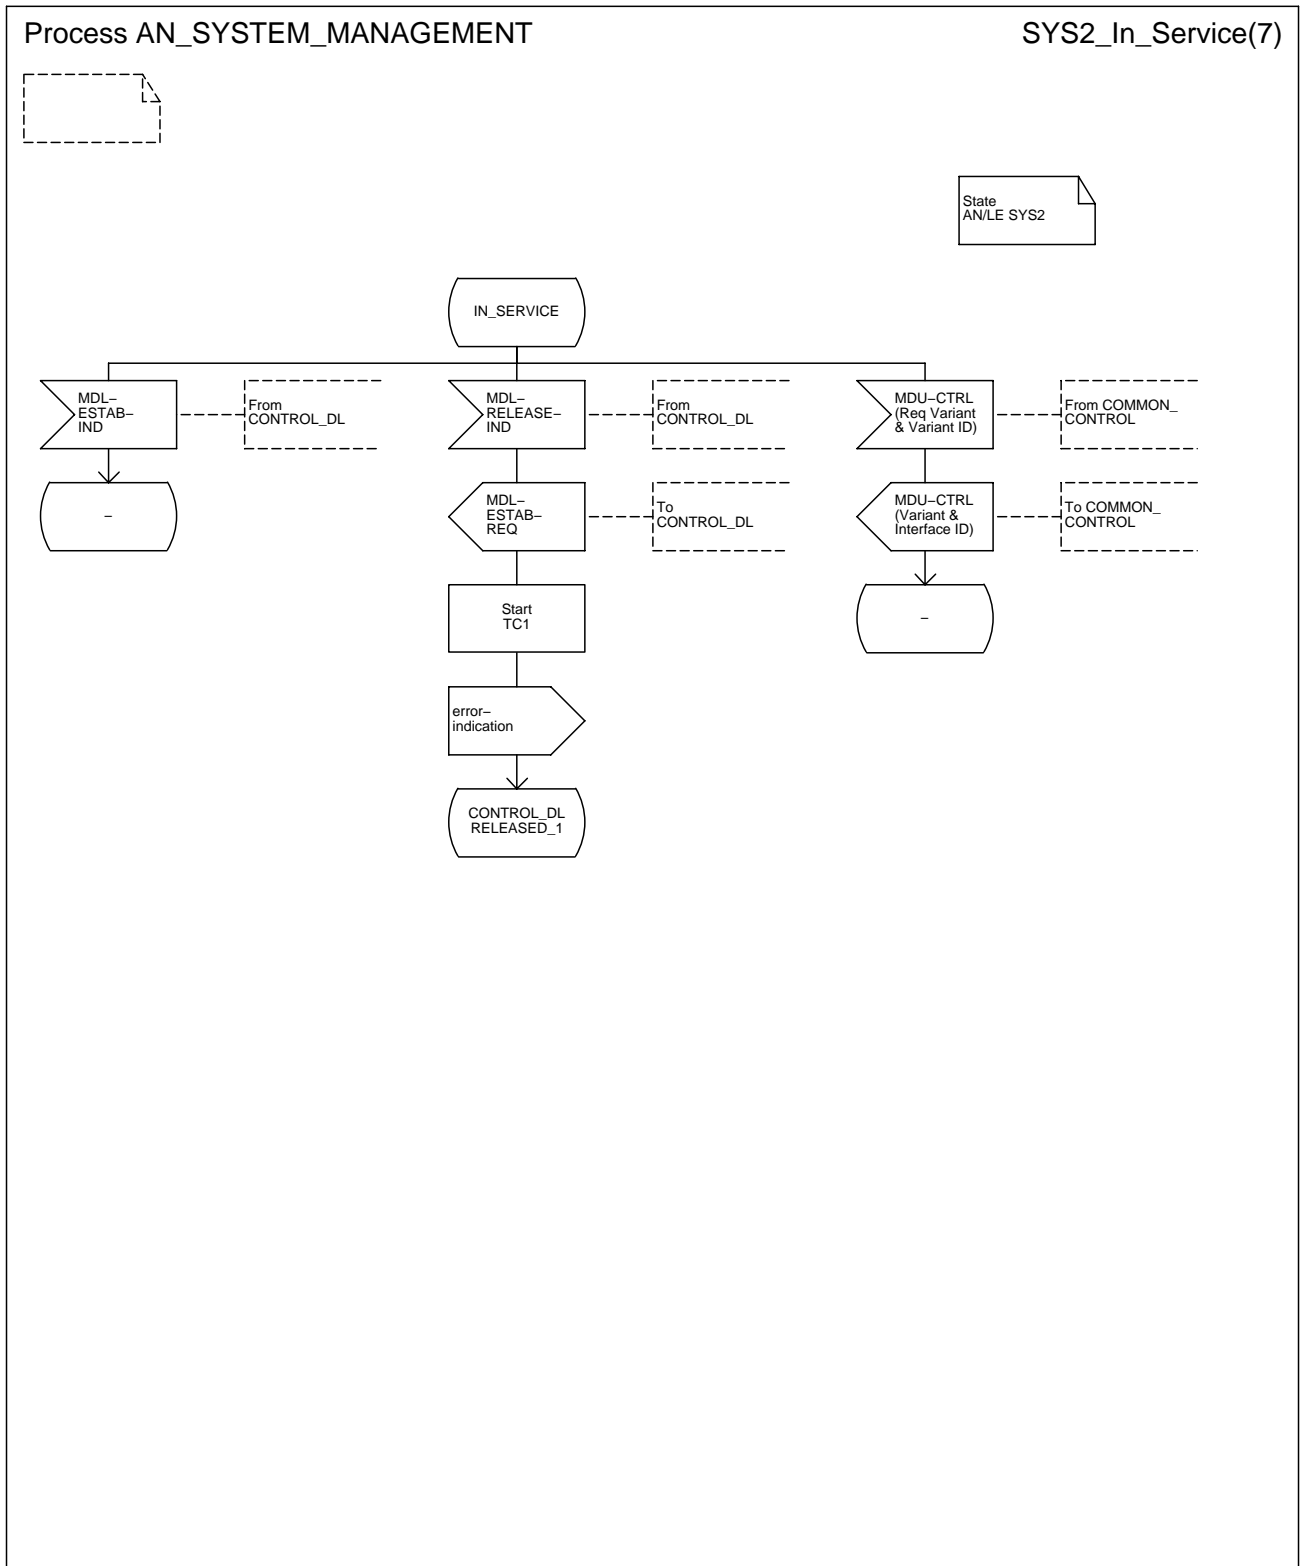 Process AN_SYSTEM_MANAGEMENT
SYS2_In_Service(7)
State
AN/LE SYS2
IN_SERVICE
MDL–
ESTAB–
IND
From
CONTROL_DL
MDL–
RELEASE–
IND
From
CONTROL_DL
MDU–CTRL
(Req Variant
& Variant ID)
From COMMON_
CONTROL
–
MDL–
ESTAB–
REQ
To
CONTROL_DL
MDU–CTRL
(Variant &
Interface ID)
To COMMON_
CONTROL
Start
TC1
–
error–
indication
CONTROL_DL
RELEASED_1